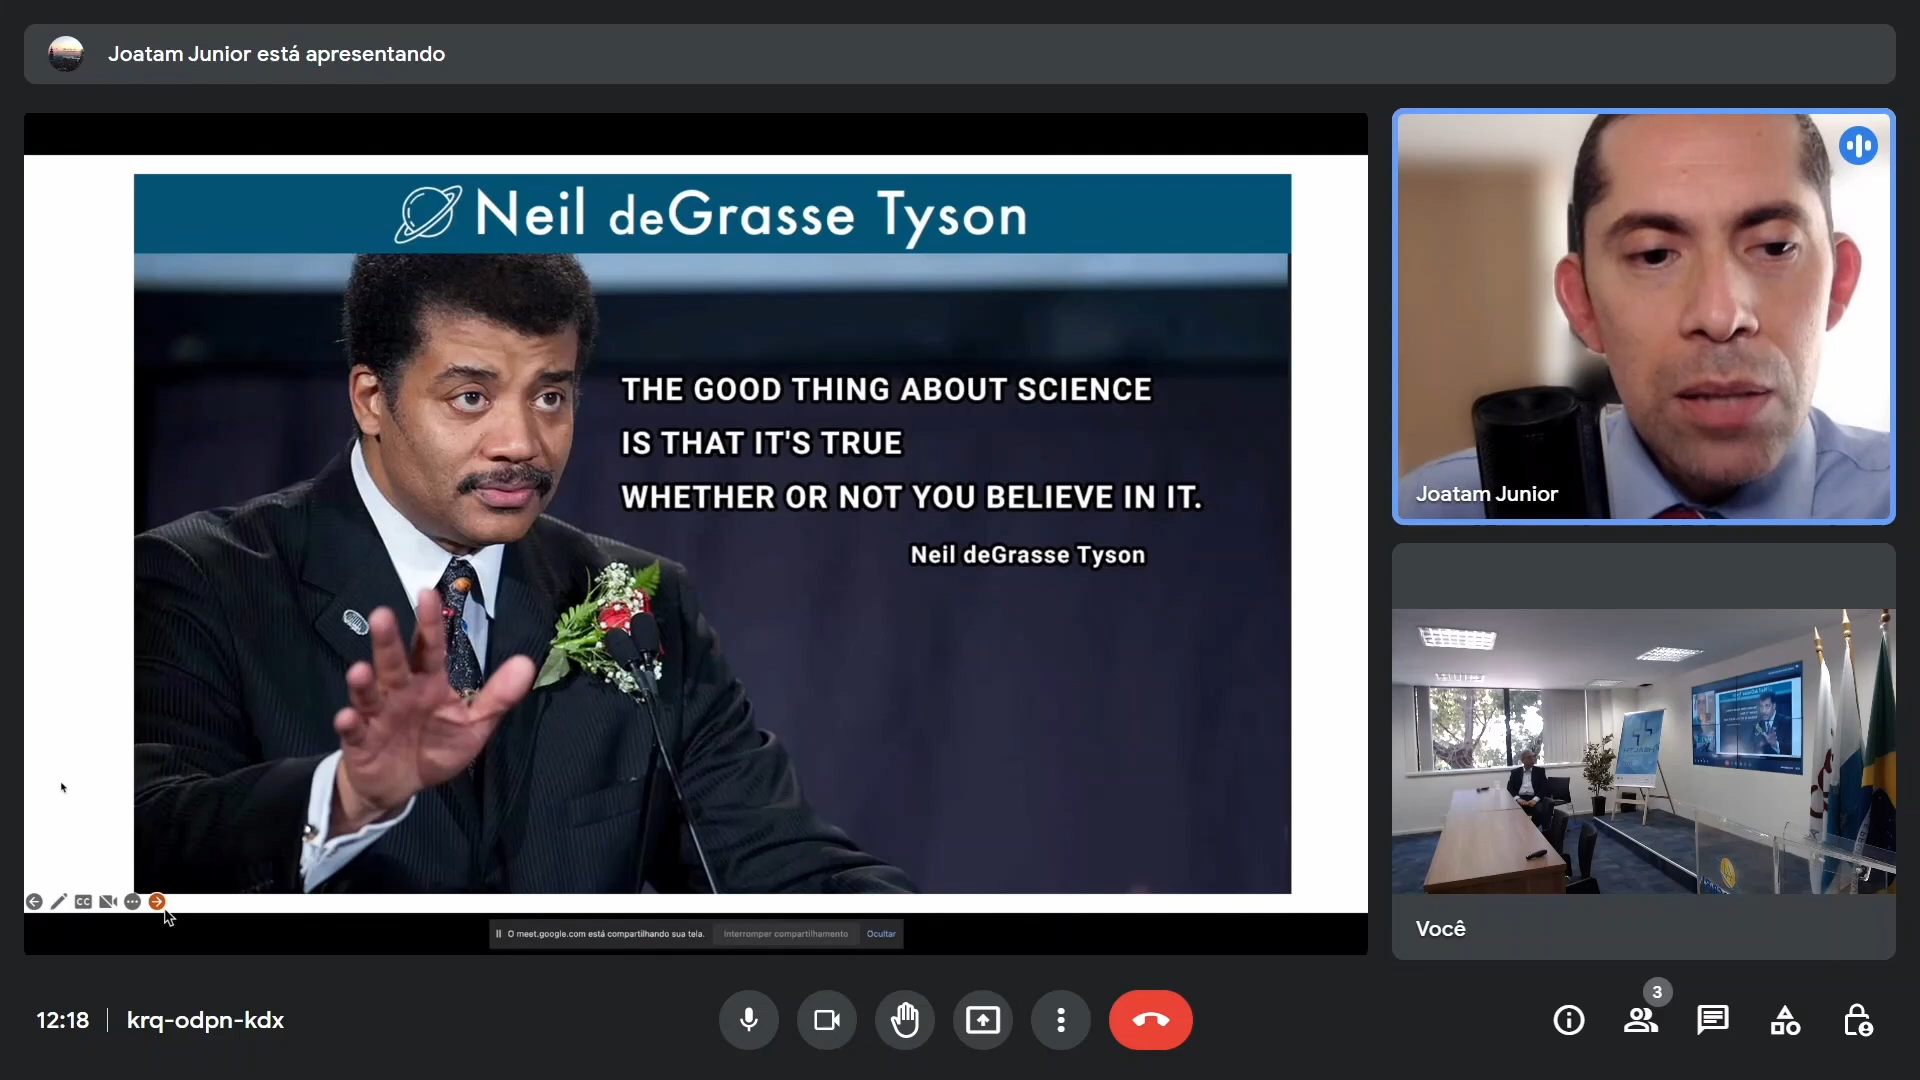 Joatam Junior está apresentando
Neil deGrasse Tyson
THE GOOD THING ABOUT SCIENCE
IS THAT IT'S TRUE
WHETHER OR NOT YOU BELIEVE IN IT.
Neil deGrasse Tyson
CC
O meet.google.com está compartilhando sua tela.
Interromper compartilhamento
Ocultar
Joatam Junior
Você
12:18
krq-odpn-kdx
3